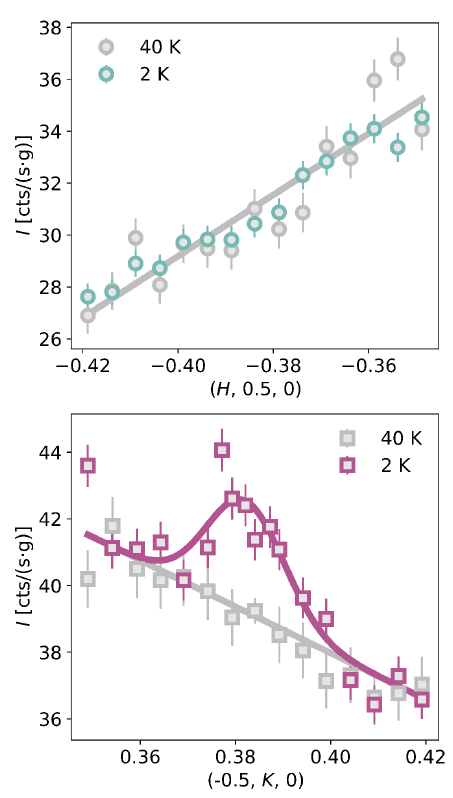 38
36
34
32
30
28
26
I [cts/(s·g)]
40 K
2 K
−0.42
−0.40
−0.38
−0.36
(H, 0.5, 0)
44
42
40
38
36
I [cts/(s·g)]
40 K
2 K
0.36
0.38
0.40
0.42
(-0.5, K, 0)